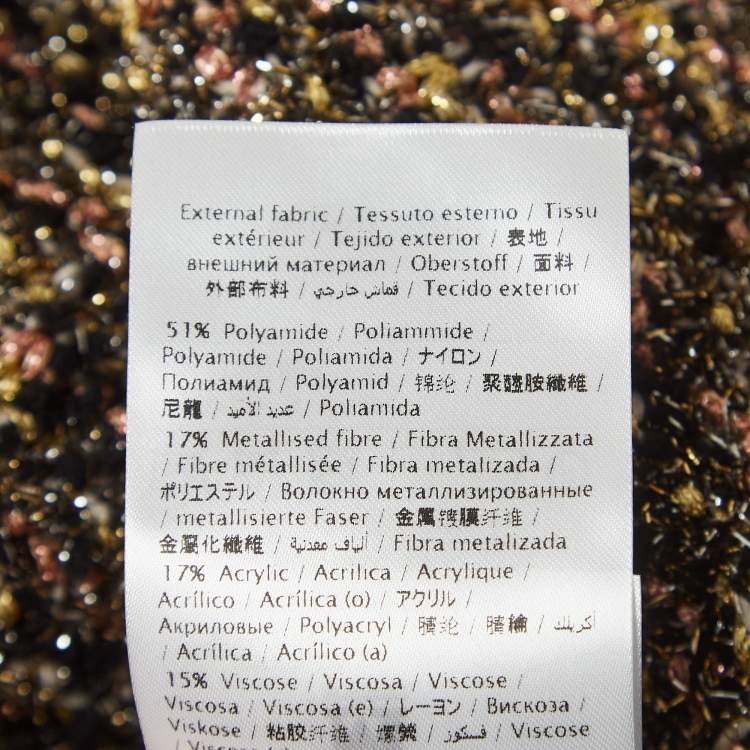 External fabric / Tessuto esterno / Tissu
extérieur / Tejido exterior / 表地 /
внешний материал / Oberstoff / 面料 /
外部布料 / قماش خارجي / Tecido exterior
51% Polyamide / Poliammide /
Polyamide / Poliamida / ナイロン /
Полиамид / Polyamid / 锦纶 / 聚醯胺纖維 /
尼龍 / عديد الأميد / Poliamida
17% Metallised fibre / Fibra Metallizzata
/ Fibre métallisée / Fibra metalizada /
ポリエステル / Волокно металлизированные
/ metallisierte Faser / 金属镀膜纤维 /
金屬化纖維 / ألياف معدنية / Fibra metalizada
17% Acrylic / Acrilica / Acrylique /
Acrílico / Acrílica (o) / アクリル /
Акриловые / Polyacryl / 腈纶 / 腈綸 / أكريلك
/ Acrílica / Acrílico (a)
15% Viscose / Viscosa / Viscose /
Viscosa / Viscosa (e) / レーヨン / Вискоза /
Viskose / 粘胶纤维 / 嫘縈 / فسكوز / Viscose